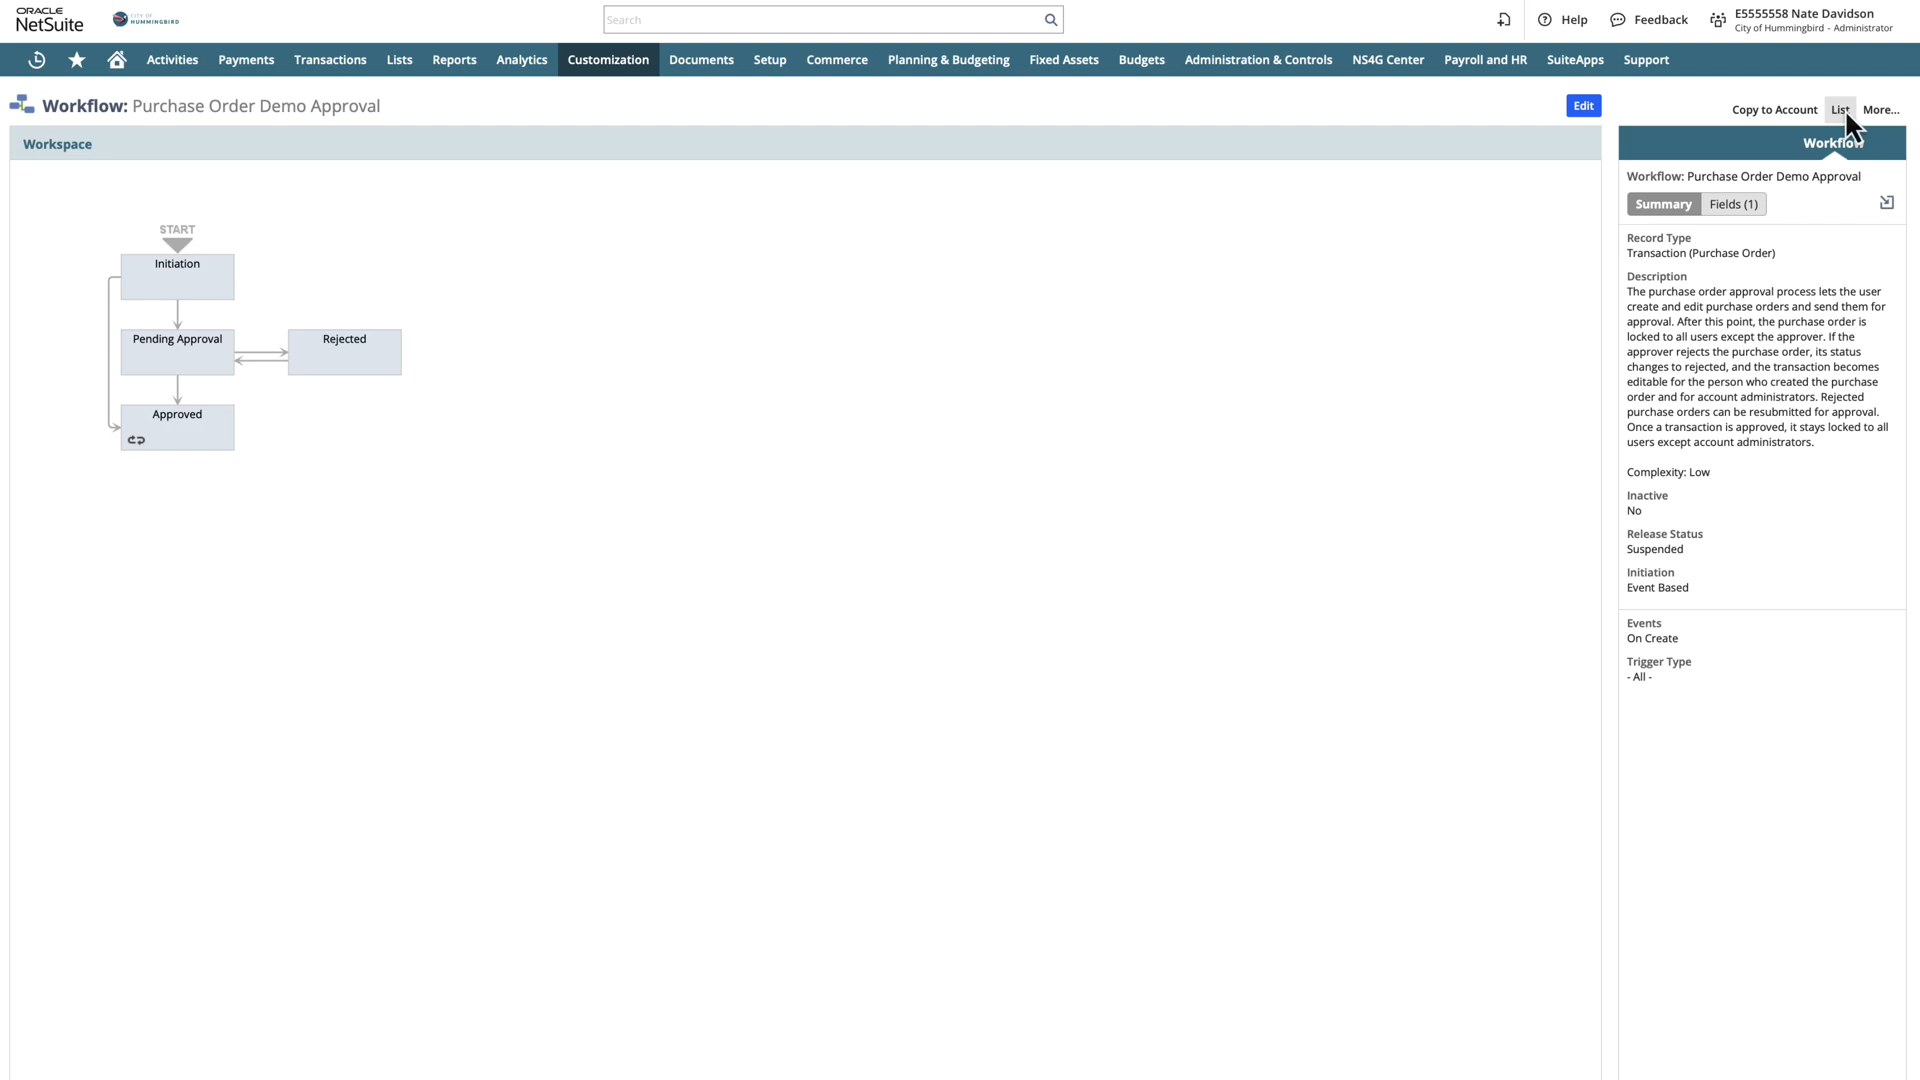 ORACLE
NetSuite
CITY OF
HUMMINGBIRD
Search
Help
Feedback
E5555558 Nate Davidson
City of Hummingbird - Administrator
Activities
Payments
Transactions
Lists
Reports
Analytics
Customization
Documents
Setup
Commerce
Planning & Budgeting
Fixed Assets
Budgets
Administration & Controls
NS4G Center
Payroll and HR
SuiteApps
Support
Workflow: Purchase Order Demo Approval
Edit
Copy to Account
List
More...
Workspace
START
Initiation
Pending Approval
Rejected
Approved
Workflow
Workflow: Purchase Order Demo Approval
Summary
Fields (1)
Record Type
Transaction (Purchase Order)
Description
The purchase order approval process lets the user
create and edit purchase orders and send them for
approval. After this point, the purchase order is
locked to all users except the approver. If the
approver rejects the purchase order, its status
changes to rejected, and the transaction becomes
editable for the person who created the purchase
order and for account administrators. Rejected
purchase orders can be resubmitted for approval.
Once a transaction is approved, it stays locked to all
users except account administrators.
Complexity: Low
Inactive
No
Release Status
Suspended
Initiation
Event Based
Events
On Create
Trigger Type
- All -